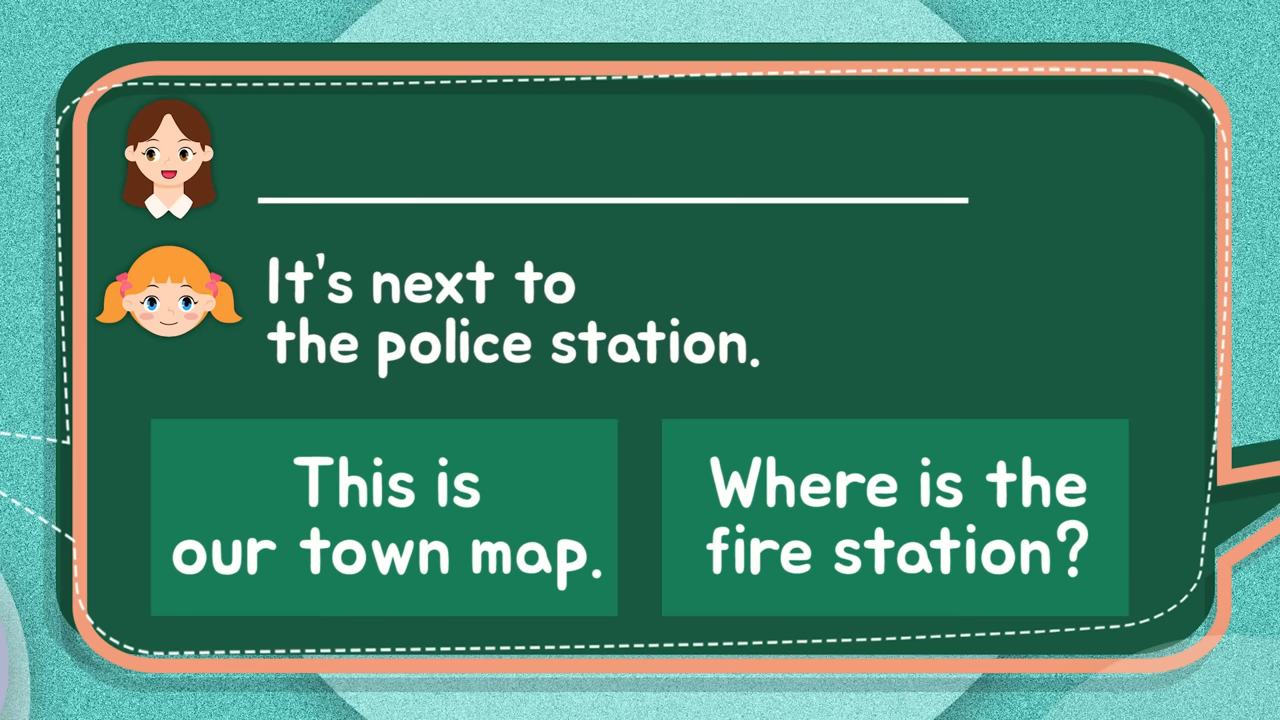 It's next to
the police station.
This is
our town map.
Where is the
fire station?